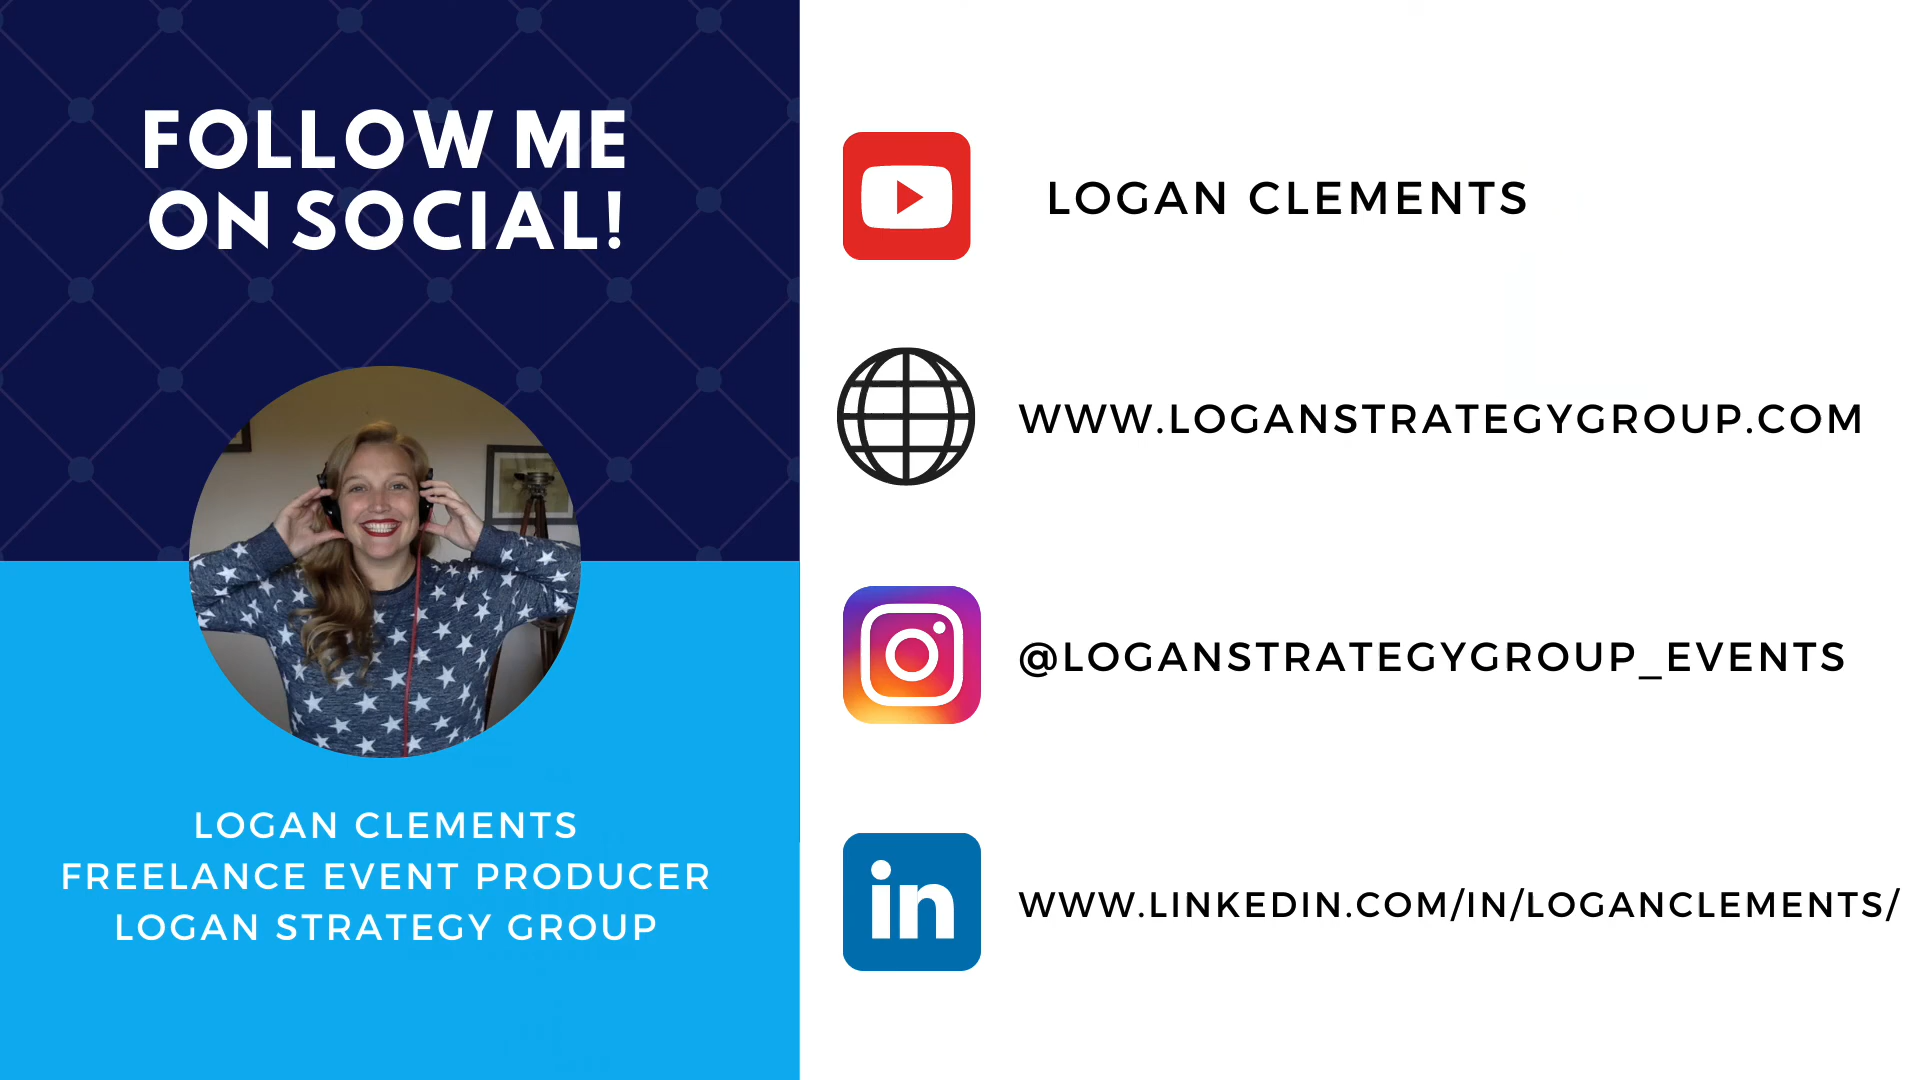 FOLLOW ME
ON SOCIAL!
LOGAN CLEMENTS
FREELANCE EVENT PRODUCER
LOGAN STRATEGY GROUP
LOGAN CLEMENTS
WWW.LOGANSTRATEGYGROUP.COM
@LOGANSTRATEGYGROUP_EVENTS
in
WWW.LINKEDIN.COM/IN/LOGANCLEMENTS/